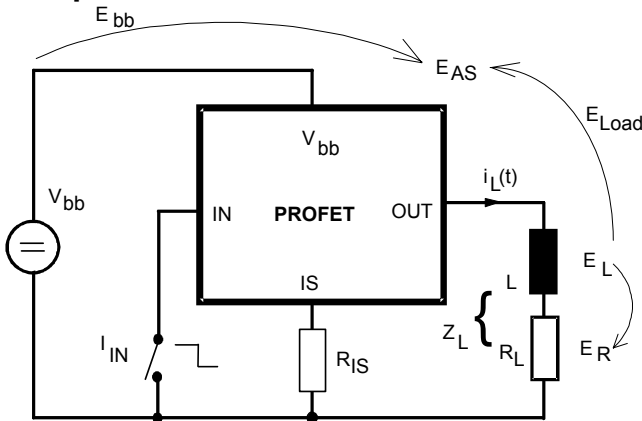 E bb
E AS
E Load
V bb
V bb
IN
PROFET
OUT
i L(t)
IS
L
E L
Z L {
I IN
R IS
R L
E R